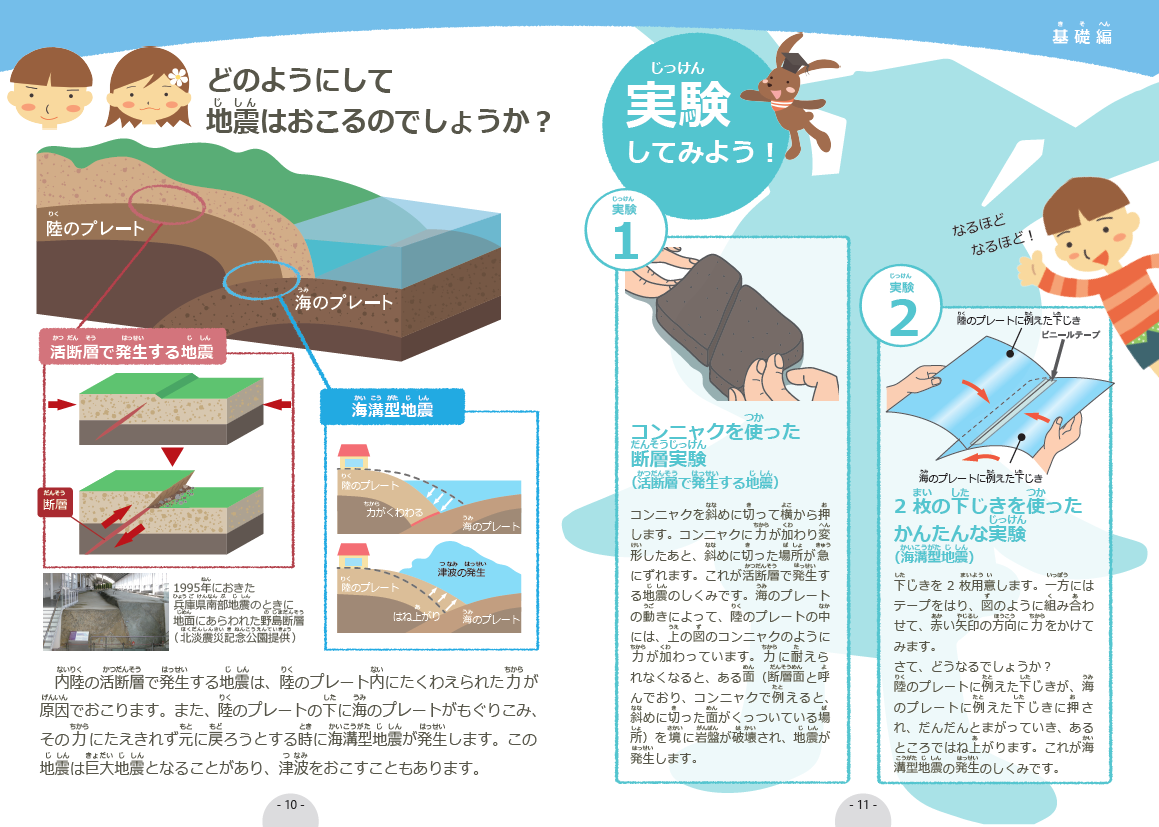 基礎編
どのようにして
地震はおこるのでしょうか？
陸のプレート
海のプレート
活断層で発生する地震
断層
1995年におきた
兵庫県南部地震のときに
地面にあらわれた野島断層
（北淡震災記念公園提供）
海溝型地震
陸のプレート
力がくわわる
海のプレート
津波の発生
陸のプレート
はね上がり
海のプレート
内陸の活断層で発生する地震は、陸のプレート内にたくわえられた力が
原因でおこります。また、陸のプレートの下に海のプレートがもぐりこみ、
その力にたえきれず元に戻ろうとする時に海溝型地震が発生します。この
地震は巨大地震となることがあり、津波をおこすこともあります。
- 10 -
実験
してみよう！
実験
1
コンニャクを使った
断層実験
（活断層で発生する地震）
コンニャクを斜めに切って横から押
します。コンニャクに力が加わり変
形したあと、斜めに切った場所が急
にずれます。これが活断層で発生す
る地震のしくみです。海のプレート
の動きによって、陸のプレートの中
には、上の図のコンニャクのように
力が加わっています。力に耐えら
れなくなると、ある面（断層面と呼
んでおり、コンニャクで例えると、
斜めに切った面がくっついている場
所）を境に岩盤が破壊され、地震が
発生します。
なるほど
なるほど！
実験
2
陸のプレートに例えた下じき
ビニールテープ
海のプレートに例えた下じき
2 枚の下じきを使った
かんたんな実験
（海溝型地震）
下じきを 2 枚用意します。一方には
テープをはり、図のように組み合わ
せて、赤い矢印の方向に力をかけて
みます。
さて、どうなるでしょうか？
陸のプレートに例えた下じきが、海
のプレートに例えた下じきに押さ
れ、だんだんとまがっていき、ある
ところではね上がります。これが海
溝型地震の発生のしくみです。
- 11 -